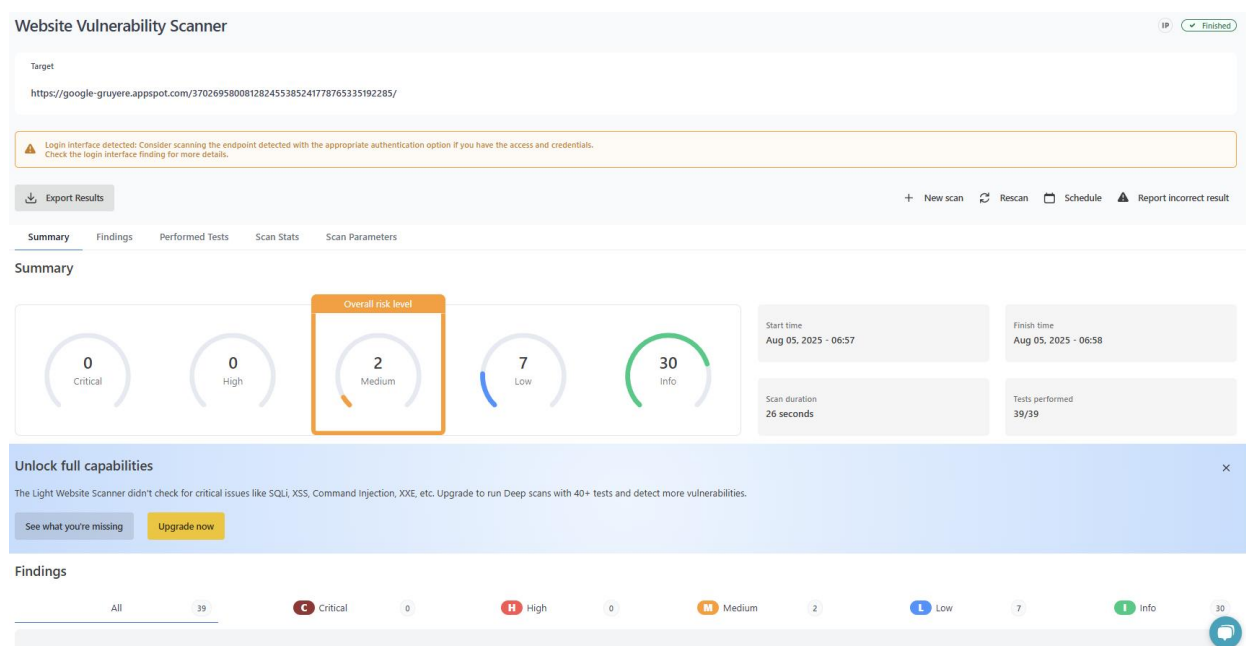 Website Vulnerability Scanner
IP
Finished
Target
https://google-gruyere.appspot.com/370269580081282455385241778765335192285/
Login interface detected: Consider scanning the endpoint detected with the appropriate authentication option if you have the access and credentials.
Check the login interface finding for more details.
Export Results
New scan
Rescan
Schedule
Report incorrect result
Summary
Findings
Performed Tests
Scan Stats
Scan Parameters
Summary
Overall risk level
0
Critical
0
High
2
Medium
7
Low
30
Info
Start time
Aug 05, 2025 - 06:57
Finish time
Aug 05, 2025 - 06:58
Scan duration
26 seconds
Tests performed
39/39
Unlock full capabilities
The Light Website Scanner didn't check for critical issues like SQLi, XSS, Command Injection, XXE, etc. Upgrade to run Deep scans with 40+ tests and detect more vulnerabilities.
See what you're missing
Upgrade now
Findings
All 39
C Critical 0
H High 0
M Medium 2
L Low 7
I Info 30